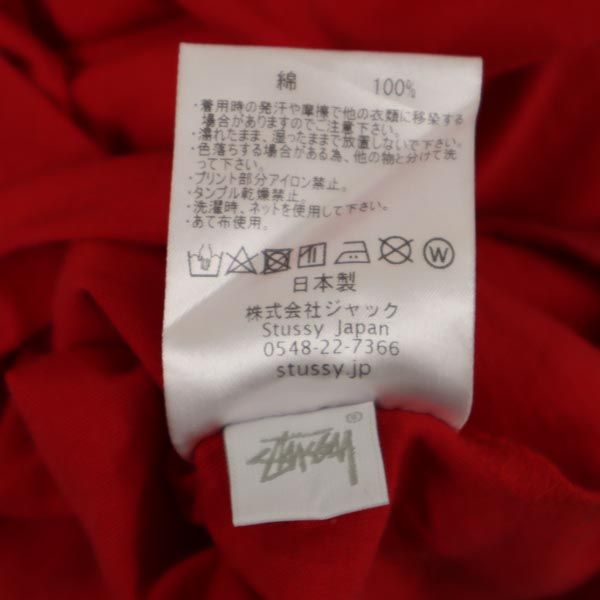 綿 100%
・着用時の発汗や摩擦で他の衣類に移染する
場合がありますのでご注意下さい。
・濡れたまま、湿ったままで放置しないで下さい。
・色落ちする場合がある為、他の物と分けて洗
って下さい。
・プリント部分アイロン禁止。
・タンブル乾燥禁止。
・洗濯時、ネットを使用して下さい。
・あて布使用。
W
日本製
株式会社ジャック
Stussy Japan
0548-22-7366
stussy.jp
STUSSY®